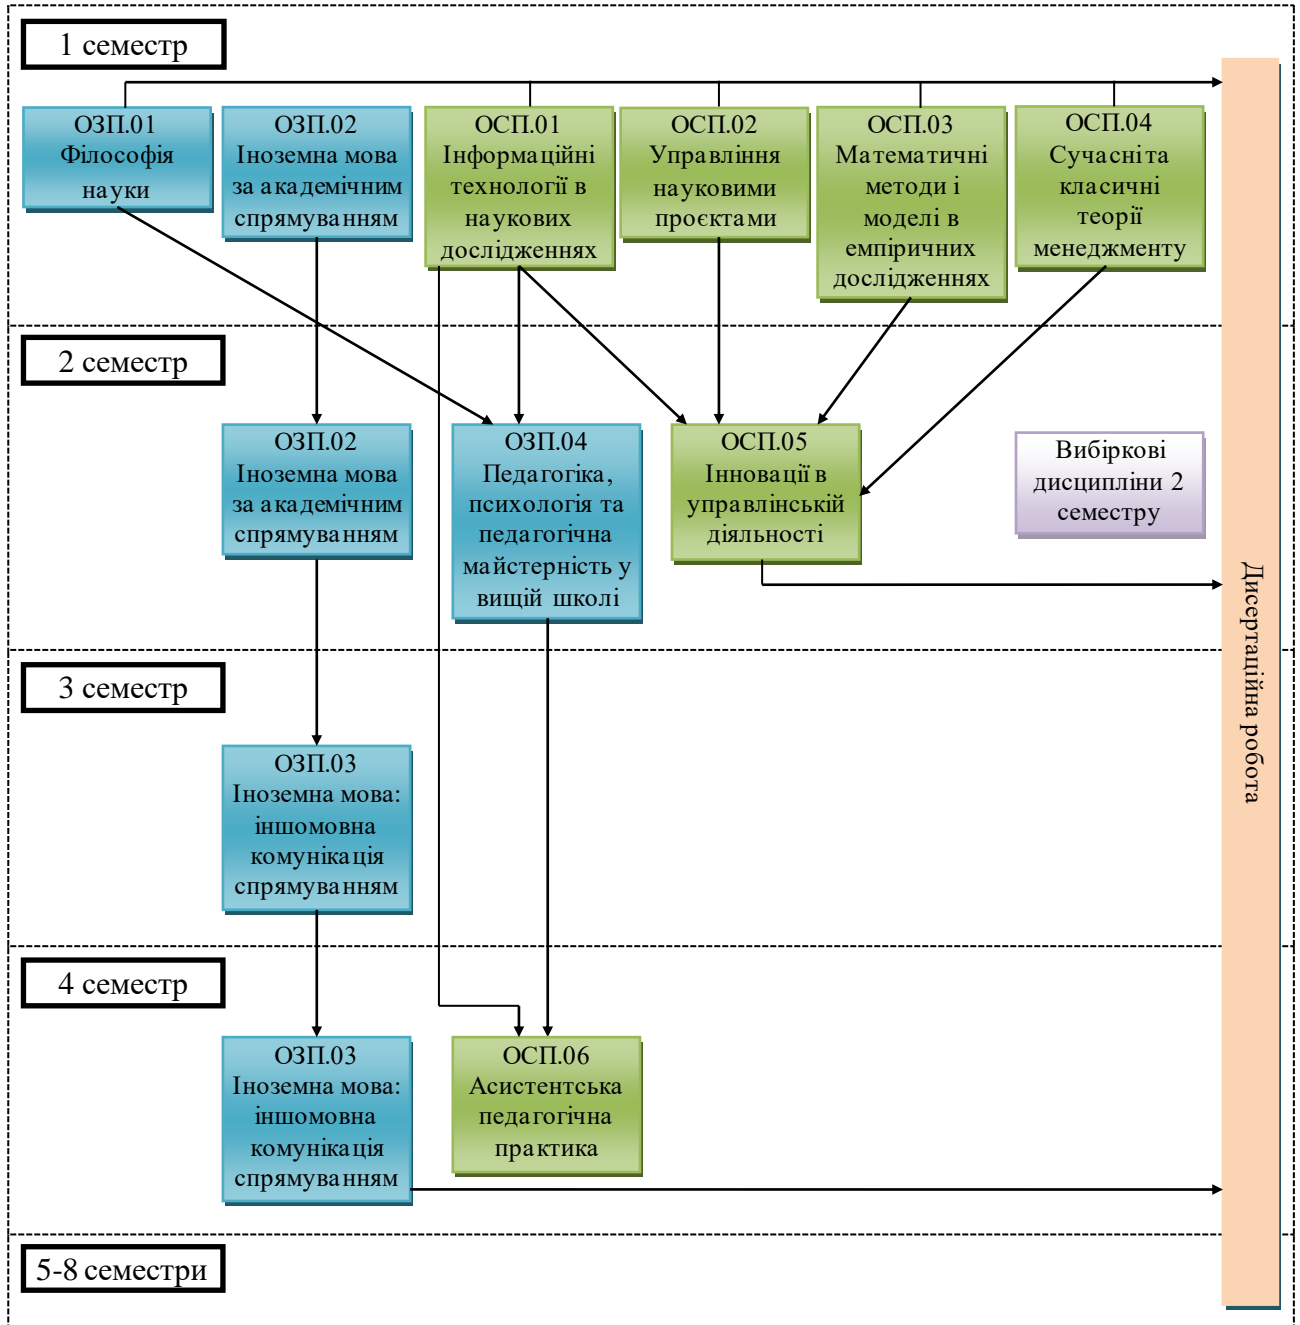 1 семестр
ОЗП.01
Філософія
науки
ОЗП.02
Іноземна мова
за академічним
спрямуванням
ОСП.01
Інформаційні
технології в
наукових
дослідженнях
ОСП.02
Управління
науковими
проєктами
ОСП.03
Математичні
методи і
моделі в
емпіричних
дослідженнях
ОСП.04
Сучасні та
класичні
теорії
менеджменту
2 семестр
ОЗП.02
Іноземна мова
за академічним
спрямуванням
ОЗП.04
Педагогіка,
психологія та
педагогічна
майстерність у
вищій школі
ОСП.05
Інновації в
управлінській
діяльності
Вибіркові
дисципліни 2
семестру
Дисертаційна робота
3 семестр
ОЗП.03
Іноземна мова:
іншомовна
комунікація
спрямуванням
4 семестр
ОЗП.03
Іноземна мова:
іншомовна
комунікація
спрямуванням
ОСП.06
Асистентська
педагогічна
практика
5-8 семестри